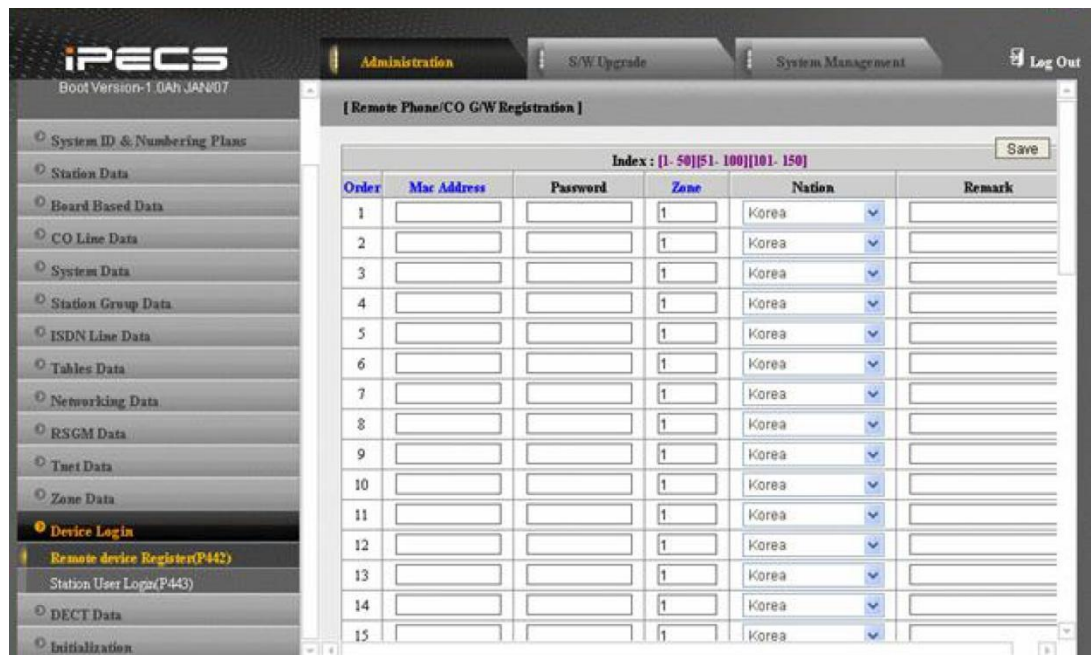 iPECS
Administration
S/W Upgrade
System Management
Log Out
Boot Version-1.0Ah JAN/07
[ Remote Phone/CO G/W Registration ]
Save
Index : [1- 50][51- 100][101- 150]
Order Mac Address Password Zone Nation Remark
1 1 Korea
2 1 Korea
3 1 Korea
4 1 Korea
5 1 Korea
6 1 Korea
7 1 Korea
8 1 Korea
9 1 Korea
10 1 Korea
11 1 Korea
12 1 Korea
13 1 Korea
14 1 Korea
15 1 Korea
System ID & Numbering Plans
Station Data
Board Based Data
CO Line Data
System Data
Station Group Data
ISDN Line Data
Tables Data
Networking Data
RSGM Data
Tnet Data
Zone Data
Device Login
Remote device Register(P442)
Station User Login(P443)
DECT Data
Initialization